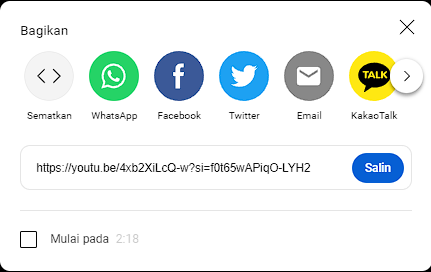 Bagikan
Sematkan
WhatsApp
Facebook
Twitter
Email
TALK
KakaoTalk
https://youtu.be/4xb2XiLcQ-w?si=f0t65wAPiqO-LYH2
Salin
Mulai pada 2:18